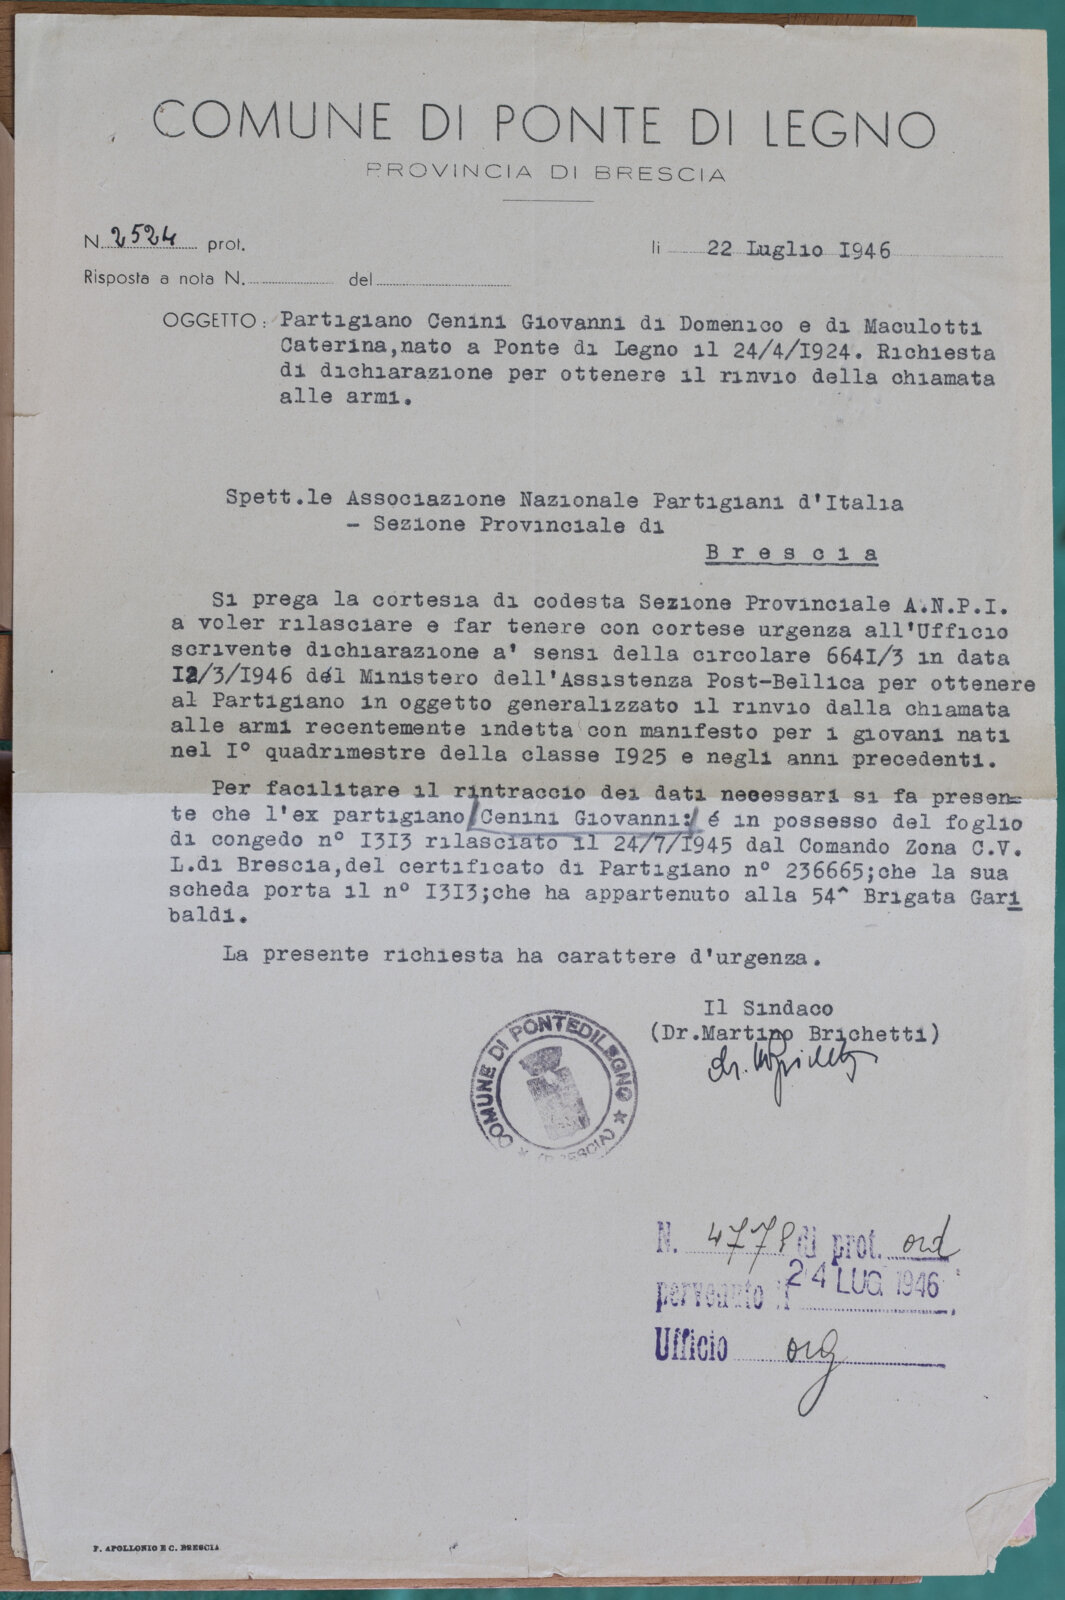 COMUNE DI PONTE DI LEGNO
PROVINCIA DI BRESCIA
N. 2524 prot.
li 22 Luglio I946
Risposta a nota N. del
OGGETTO: Partigiano Cenini Giovanni di Domenico e di Maculotti
Caterina,nato a Ponte di Legno il 24/4/I924. Richiesta
di dichiarazione per ottenere il rinvio della chiamata
alle armi.
Spett.le Associazione Nazionale Partigiani d'Italia
- Sezione Provinciale di
B r e s c i a
Si prega la cortesia di codesta Sezione Provinciale A.N.P.I.
a voler rilasciare e far tenere con cortese urgenza all'Ufficio
scrivente dichiarazione a' sensi della circolare 664I/3 in data
I2/3/I946 del Ministero dell'Assistenza Post-Bellica per ottenere
al Partigiano in oggetto generalizzato il rinvio dalla chiamata
alle armi recentemente indetta con manifesto per i giovani nati
nel I° quadrimestre della classe I925 e negli anni precedenti.
Per facilitare il rintraccio dei dati necessari si fa presen=
te che l'ex partigiano Cenini Giovanni: é in possesso del foglio
di congedo n° I3I3 rilasciato il 24/7/I945 dal Comando Zona C.V.
L.di Brescia,del certificato di Partigiano n° 236665;che la sua
scheda porta il n° I3I3;che ha appartenuto alla 54^ Brigata Gari
baldi.
La presente richiesta ha carattere d'urgenza.
Il Sindaco
(Dr.Martino Brichetti)
COMUNE DI PONTEDILEGNO
(BRESCIA)
N. 4778 di prot. ord
pervenuto il 24 LUG 1946
Ufficio org
F. APOLLONIO E C. BRESCIA